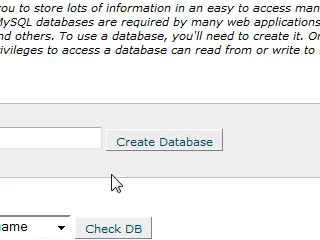 you to store lots of information in an easy to access man
MySQL databases are required by many web applications
nd others. To use a database, you'll need to create it. O
ivileges to access a database can read from or write to
Create Database
ame
Check DB